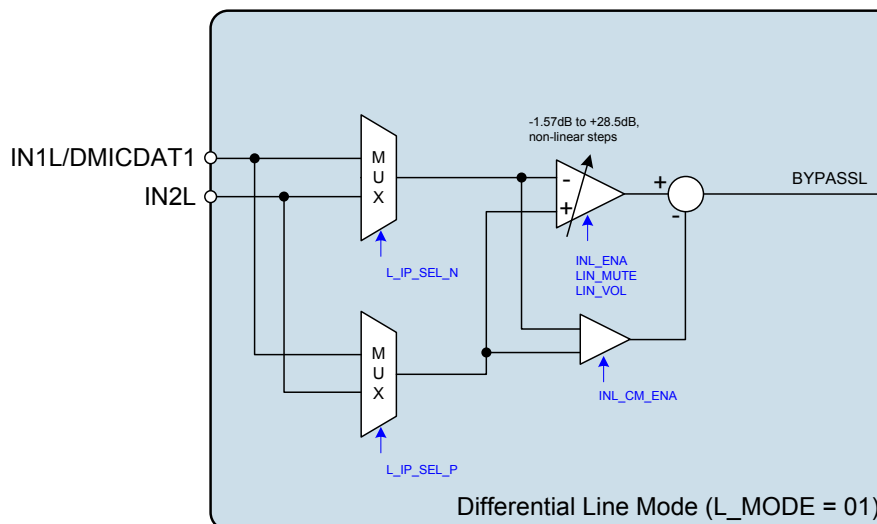 -1.57dB to +28.5dB,
non-linear steps
IN1L/DMICDAT1
IN2L
M
U
X
L_IP_SEL_N
-
+
INL_ENA
LIN_MUTE
LIN_VOL
+
-
BYPASSL
M
U
X
L_IP_SEL_P
INL_CM_ENA
Differential Line Mode (L_MODE = 01)